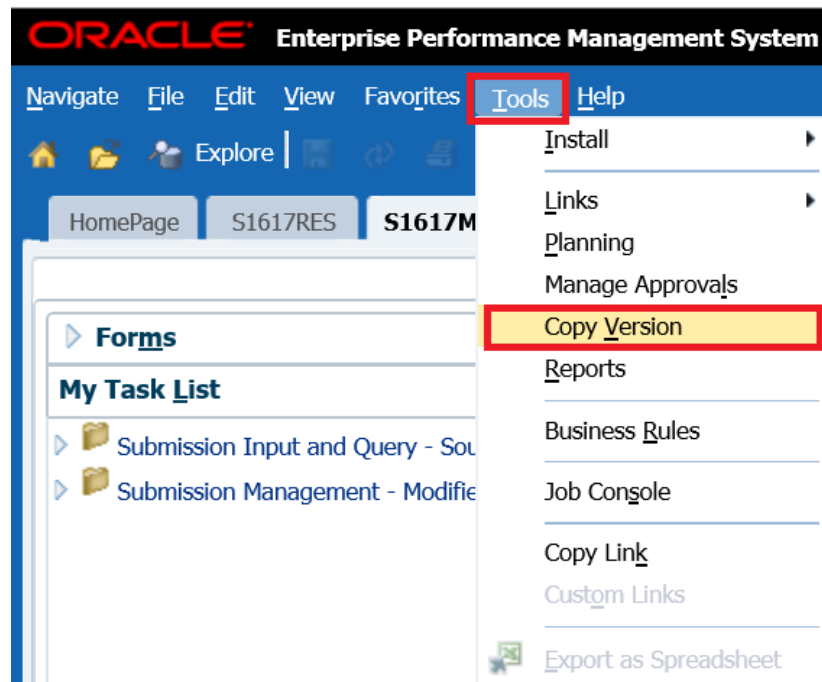 ORACLE Enterprise Performance Management System
Navigate File Edit View Favorites Tools Help
Explore
HomePage S1617RES S1617M
Install
Links
Planning
Manage Approvals
Copy Version
Reports
Business Rules
Job Console
Copy Link
Custom Links
Export as Spreadsheet
Forms
My Task List
Submission Input and Query - Sou
Submission Management - Modifie